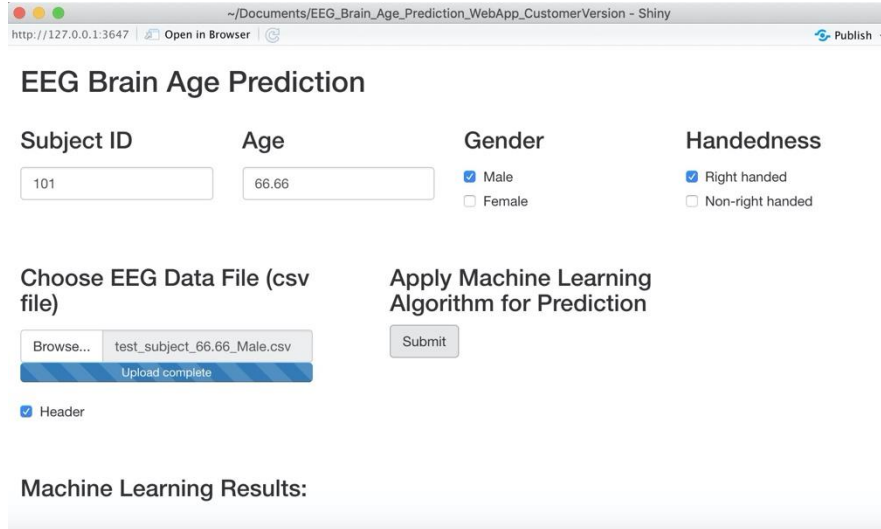 ~/Documents/EEG_Brain_Age_Prediction_WebApp_CustomerVersion - Shiny
http://127.0.0.1:3647 Open in Browser Publish
EEG Brain Age Prediction
Subject ID Age Gender Handedness
101 66.66 Male Right handed
Female Non-right handed
Choose EEG Data File (csv Apply Machine Learning
file) Algorithm for Prediction
Browse... test_subject_66.66_Male.csv Submit
Upload complete
Header
Machine Learning Results: